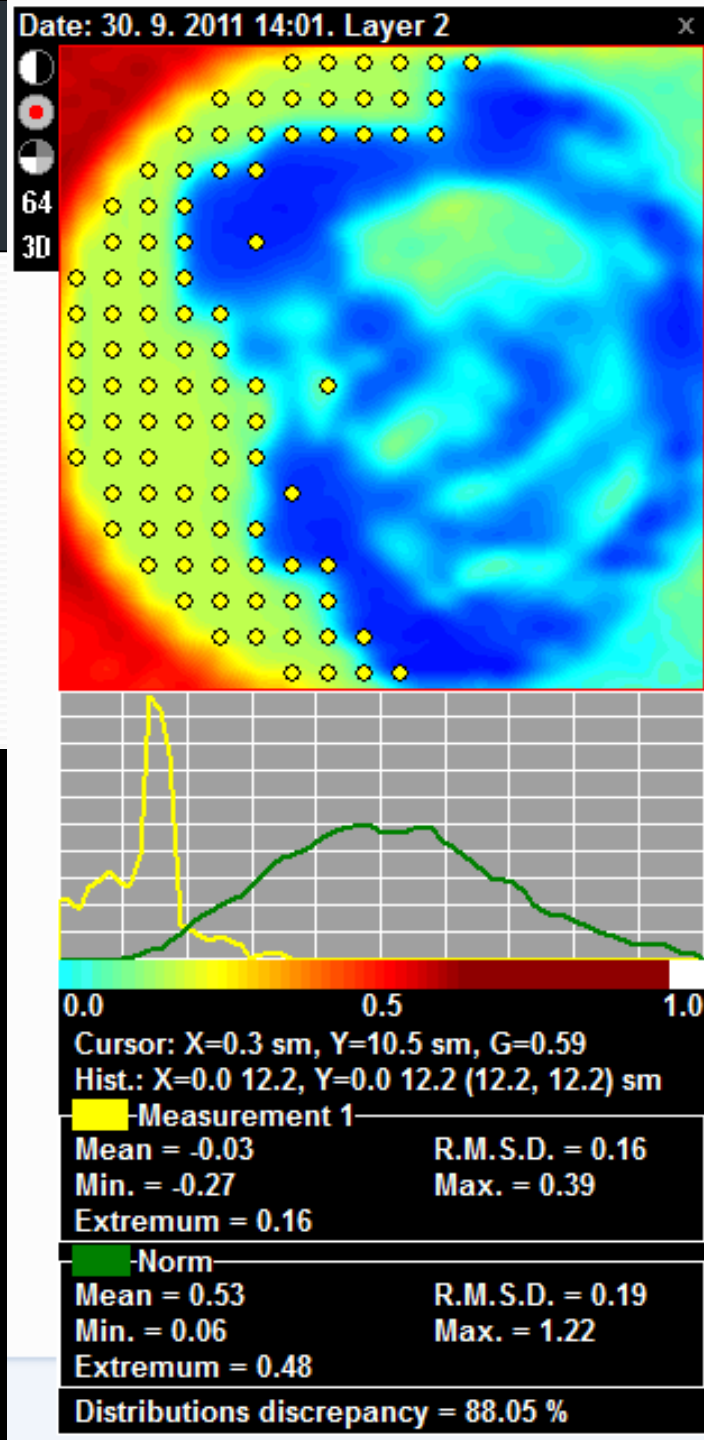 Date: 30. 9. 2011 14:01. Layer 2 x
64
3D
0.0 0.5 1.0
Cursor: X=0.3 sm, Y=10.5 sm, G=0.59
Hist.: X=0.0 12.2, Y=0.0 12.2 (12.2, 12.2) sm
Measurement 1
Mean = -0.03 R.M.S.D. = 0.16
Min. = -0.27 Max. = 0.39
Extremum = 0.16
Norm
Mean = 0.53 R.M.S.D. = 0.19
Min. = 0.06 Max. = 1.22
Extremum = 0.48
Distributions discrepancy = 88.05 %